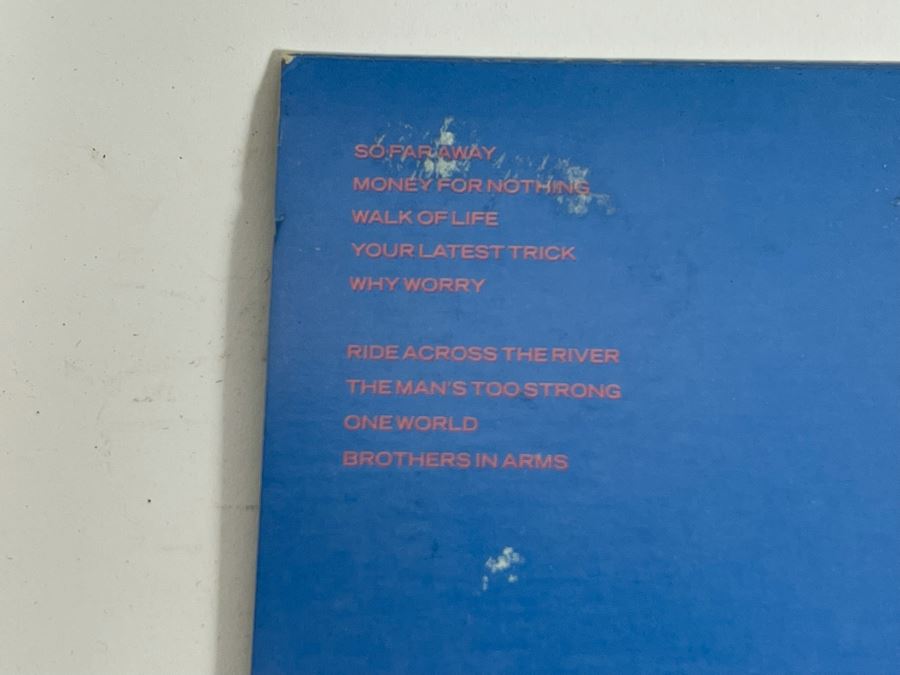 SO FAR AWAY
MONEY FOR NOTHING
WALK OF LIFE
YOUR LATEST TRICK
WHY WORRY
RIDE ACROSS THE RIVER
THE MAN'S TOO STRONG
ONE WORLD
BROTHERS IN ARMS